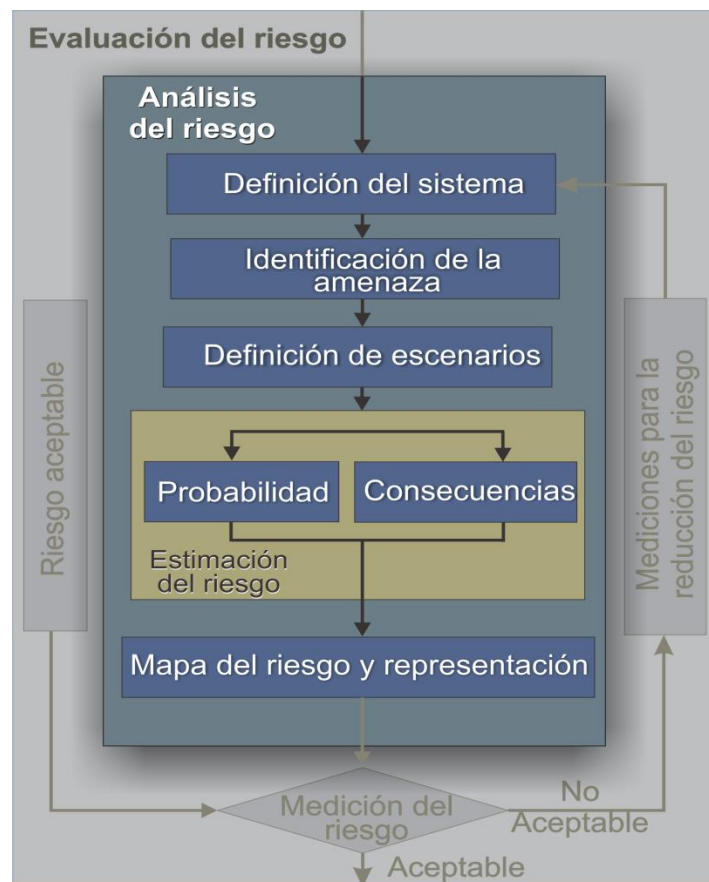 Evaluación del riesgo
Análisis
del riesgo
Definición del sistema
Identificación de la
amenaza
Definición de escenarios
Probabilidad
Consecuencias
Estimación
del riesgo
Mapa del riesgo y representación
Riesgo aceptable
Mediciones para la
reducción del riesgo
Medición del
riesgo
No
Aceptable
Aceptable